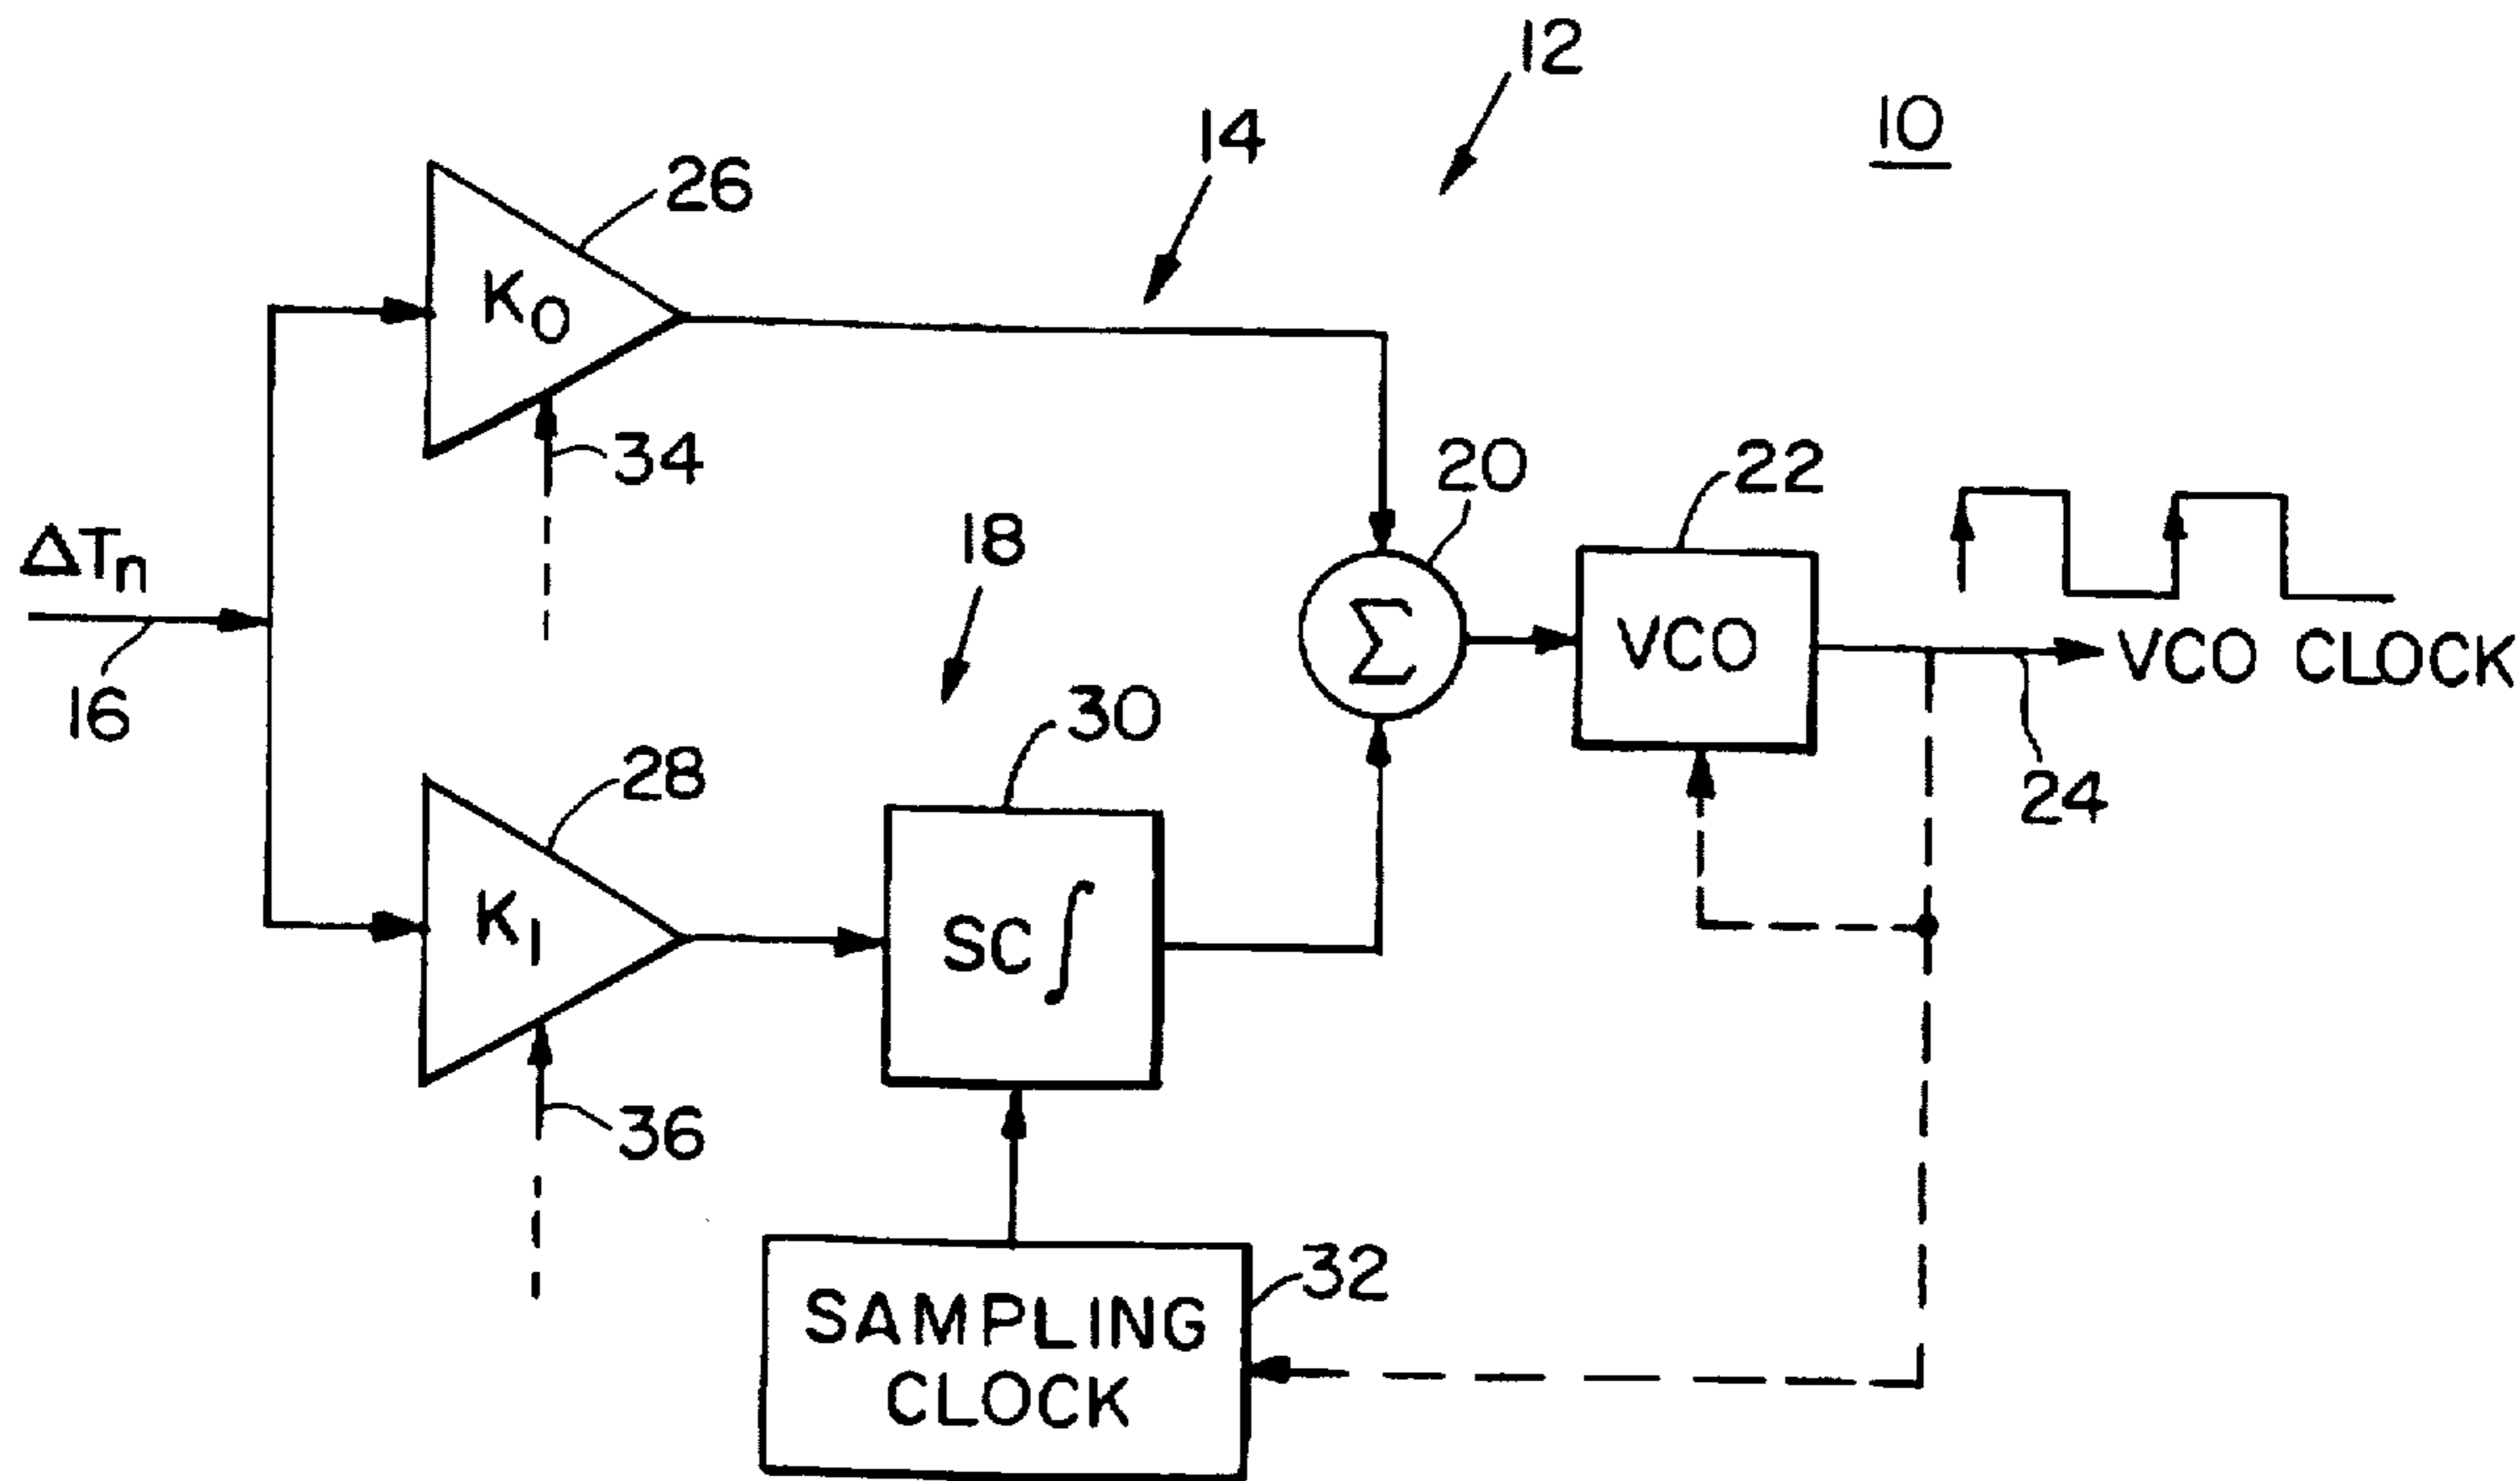 12
10
14
26
K0
34
20
22
18
ΔTn
16
Σ
VCO
VCO CLOCK
30
24
28
K1
SC∫
36
32
SAMPLING
CLOCK